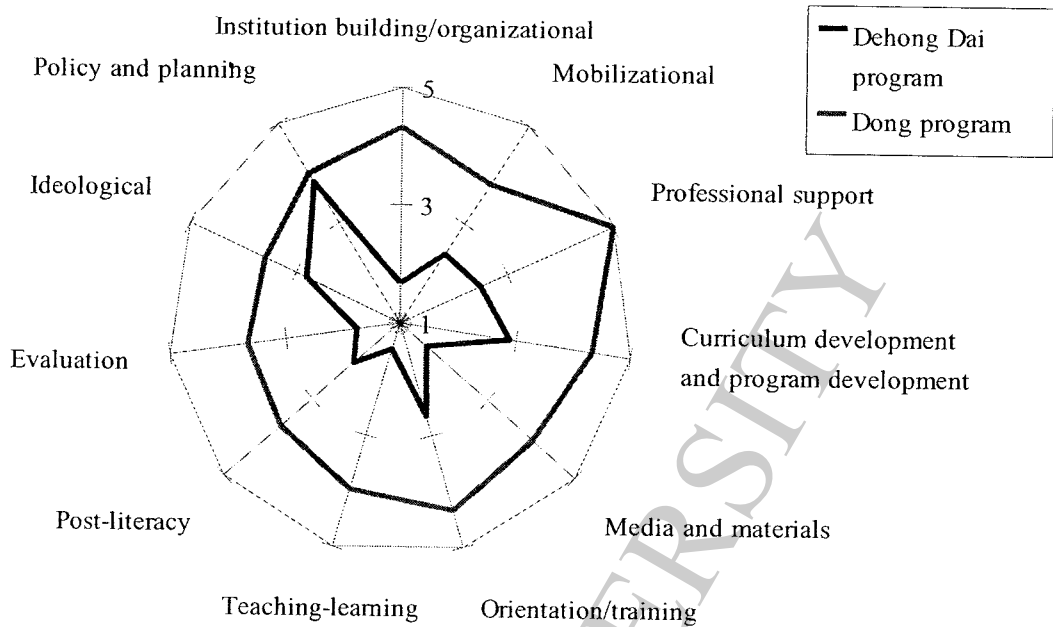 Institution building/organizational
Mobilizational
Professional support
Curriculum development
and program development
Media and materials
Orientation/training
Teaching-learning
Post-literacy
Evaluation
Ideological
Policy and planning
5
3
1
Dehong Dai
program
Dong program
ERSITY